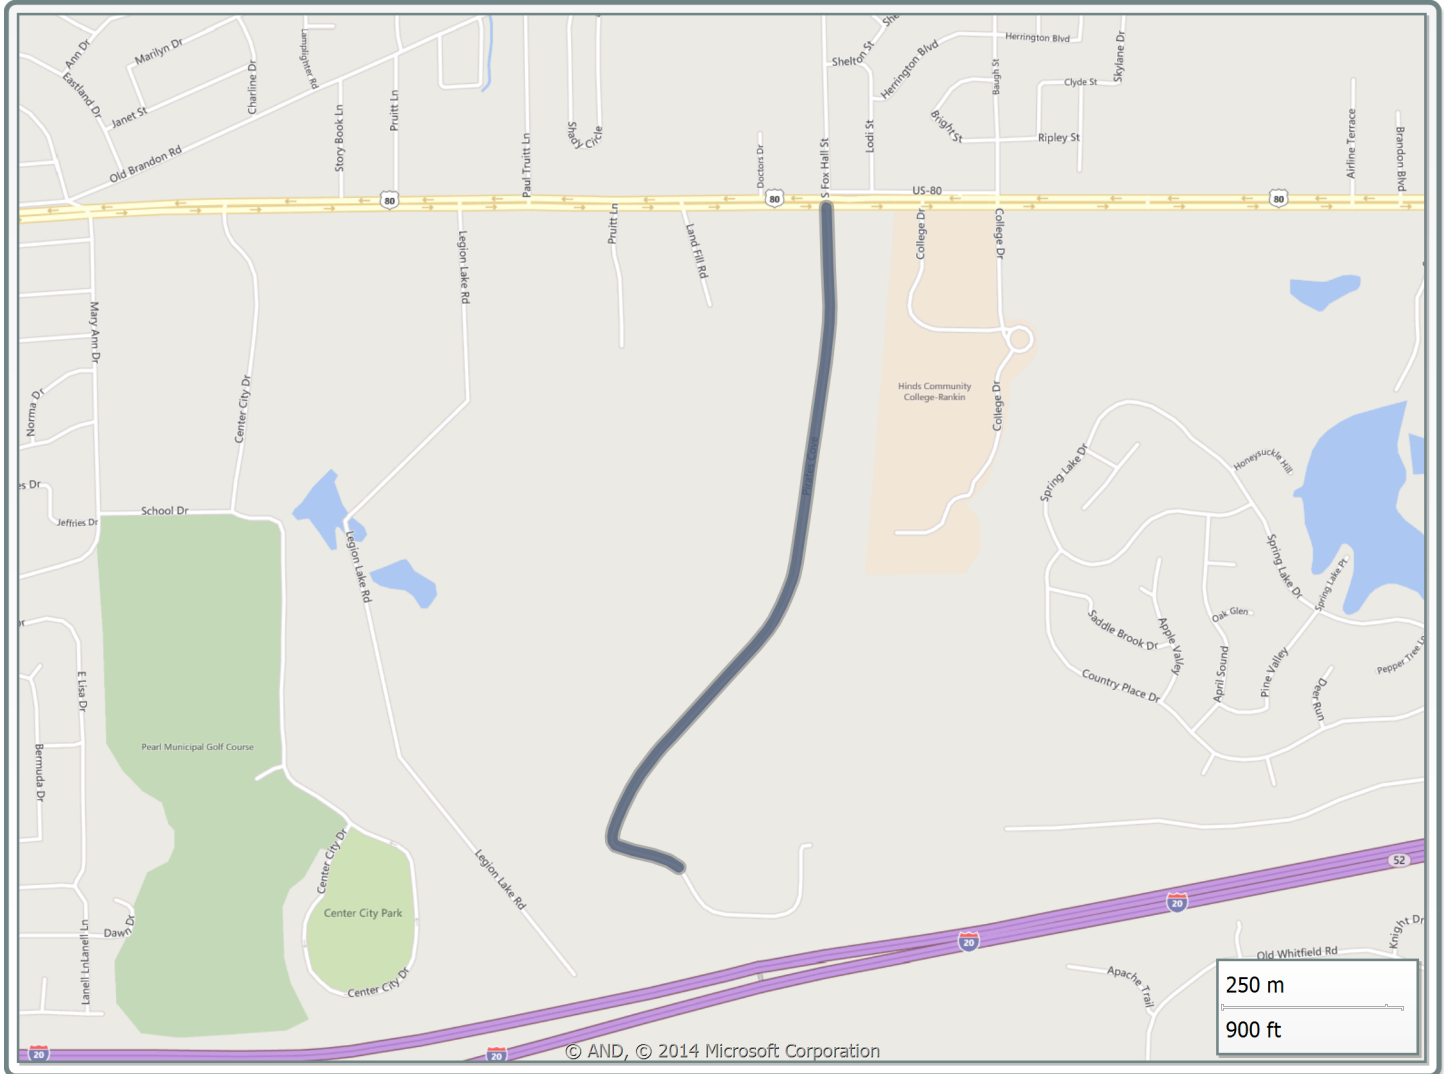 Ann Dr
Marilyn Dr
Eastland Dr
Janet St
Charline Dr
Lamplighter Rd
Old Brandon Rd
Story Book Ln
Pruitt Ln
Paul Truitt Ln
Shady Circle
Doctors Dr
S Fox Hall St
Shelton St
Lodi St
Herrington Blvd
Herrington Blvd
Baugh St
Bright St
Clyde St
Ripley St
Skylane Dr
Airline Terrace
Brandon Blvd
US-80
80
80
80
Mary Ann Dr
Legion Lake Rd
Pruitt Ln
Land Fill Rd
College Dr
College Dr
Center City Dr
Norma Dr
Hinds Community
College-Rankin
College Dr
Pirates Cove
Spring Lake Dr
Honeysuckle Hill
es Dr
Jeffries Dr
School Dr
Legion Lake Rd
Spring Lake Dr
Spring Lake Pt
Oak Glen
Saddle Brook Dr
Apple Valley
April Sound
Pine Valley
Deer Run
Pepper Tree Ln
Country Place Dr
E Lisa Dr
Bermuda Dr
Pearl Municipal Golf Course
Center City Dr
Legion Lake Rd
Center City Park
Center City Dr
Dawn Dr
Lanell Ln
Lanell Ln
52
20
20
20
20
Knight Dr
Old Whitfield Rd
Apache Trail
250 m
900 ft
© AND, © 2014 Microsoft Corporation